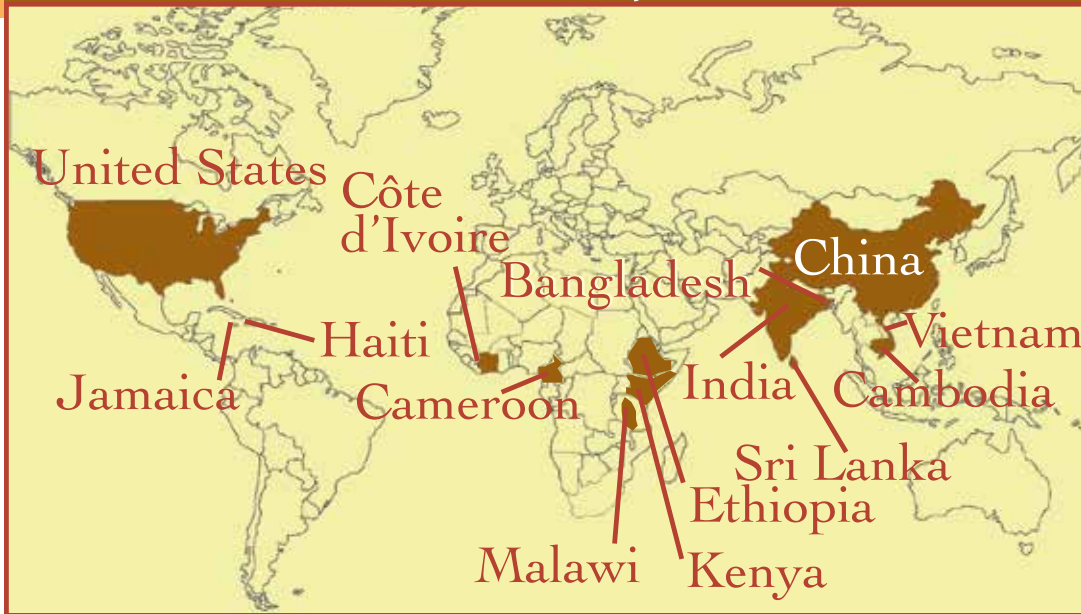 United States
Côte
d'Ivoire
Bangladesh
China
Haiti
Vietnam
Jamaica
Cameroon
India
Cambodia
Sri Lanka
Ethiopia
Malawi
Kenya